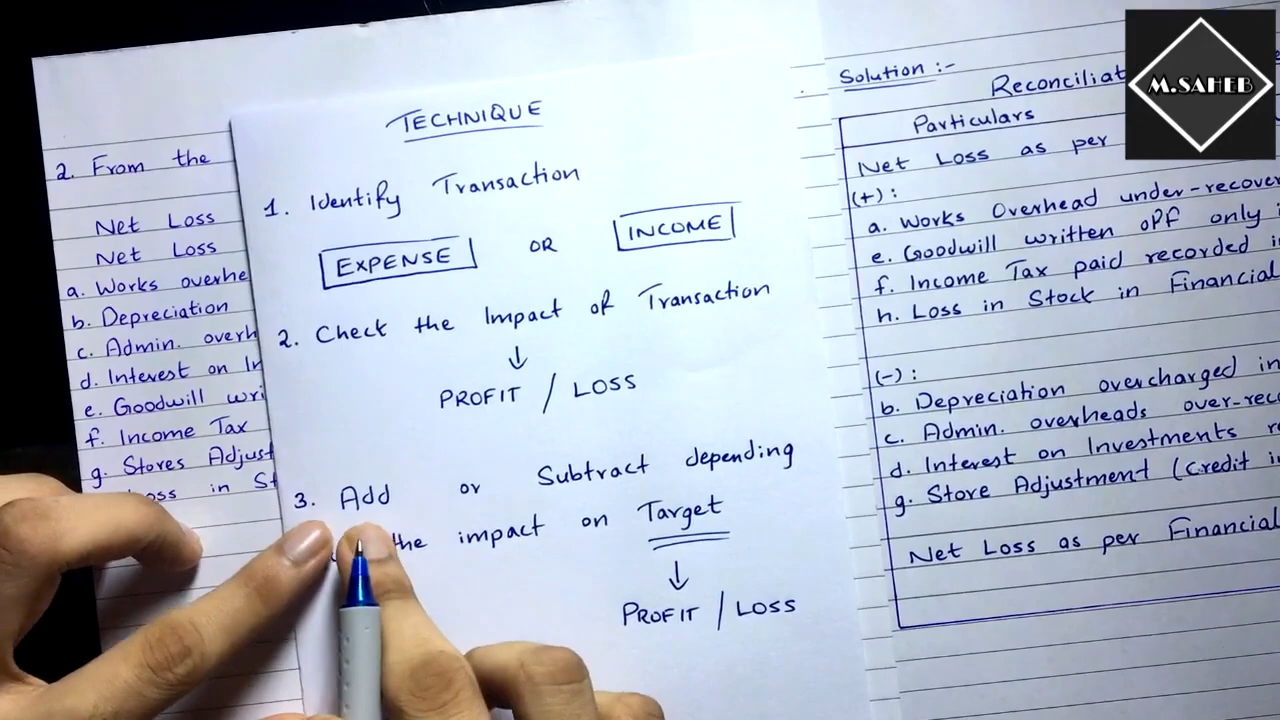 2. From the
Net Loss
Net Loss
a. Works overhe
b. Depreciation
c. Admin. overh
d. Interest on In
e. Goodwill wri
f. Income Tax
g. Stores Adjust
Loss in St
TECHNIQUE
1. Identify Transaction
EXPENSE OR INCOME
2. Check the Impact of Transaction
↓
PROFIT / LOSS
3. Add or Subtract depending
the impact on Target
↓
PROFIT / LOSS
Solution :-
Reconciliat
Particulars
Net Loss as per
(+) :
a. Works Overhead under-recover
e. Goodwill written off only i
f. Income Tax paid recorded i
h. Loss in Stock in Financial
(-) :
b. Depreciation overcharged in
c. Admin. overheads over-rec
d. Interest on Investments r
g. Store Adjustment (Credit i
Net Loss as per Financial
M.SAHEB